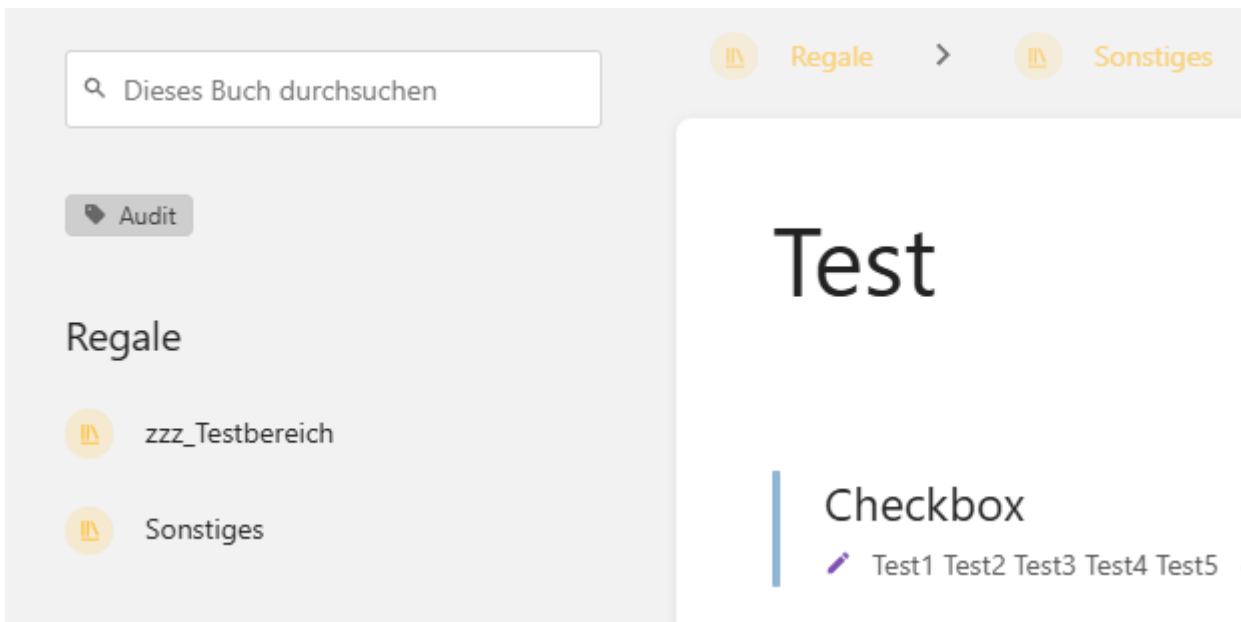 Dieses Buch durchsuchen
Audit
Regale
zzz_Testbereich
Sonstiges
Regale > Sonstiges
Test
Checkbox
Test1 Test2 Test3 Test4 Test5